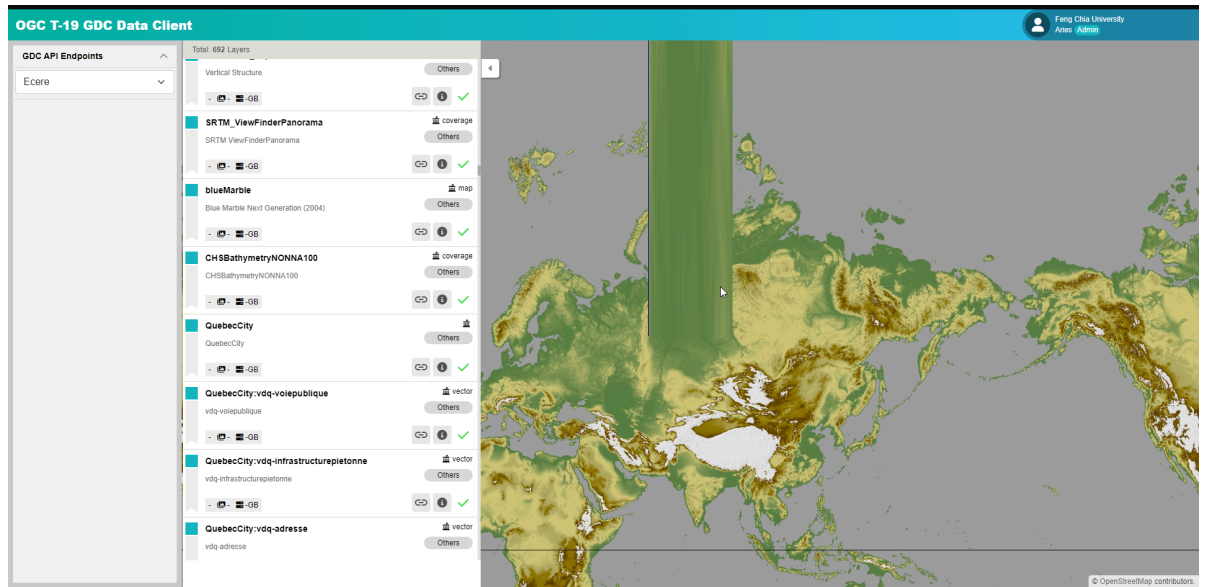 OGC T-19 GDC Data Client
Feng Chia University
Aries Admin
GDC API Endpoints
Ecere
Total: 692 Layers
Vertical Structure
Others
- - -GB
SRTM_ViewFinderPanorama
coverage
SRTM ViewFinderPanorama
Others
- - -GB
blueMarble
map
Blue Marble Next Generation (2004)
Others
- - -GB
CHSBathymetryNONNA100
coverage
CHSBathymetryNONNA100
Others
- - -GB
QuebecCity
QuebecCity
Others
- - -GB
QuebecCity:vdq-voiepublique
vector
vdq-voiepublique
Others
- - -GB
QuebecCity:vdq-infrastructurepietonne
vector
vdq-infrastructurepietonne
Others
- - -GB
QuebecCity:vdq-adresse
vector
vdq-adresse
Others
© OpenStreetMap contributors.